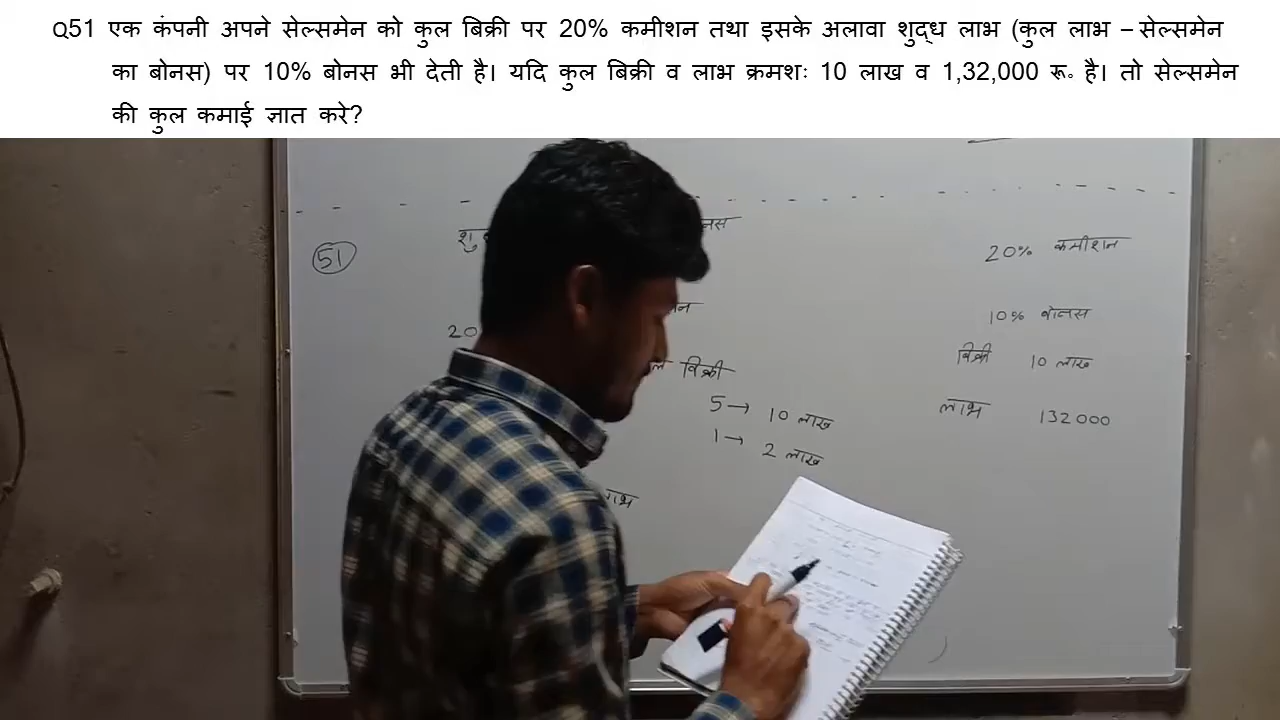 Q51 एक कंपनी अपने सेल्समेन को कुल बिक्री पर 20% कमीशन तथा इसके अलावा शुद्ध लाभ (कुल लाभ – सेल्समेन
का बोनस) पर 10% बोनस भी देती है। यदि कुल बिक्री व लाभ क्रमशः 10 लाख व 1,32,000 रू॰ है। तो सेल्समेन
की कुल कमाई ज्ञात करे?
51
20% कमीशन
10% बोनस
20
बिक्री 10 लाख
बिक्री
5 → 10 लाख
लाभ 132000
1 → 2 लाख